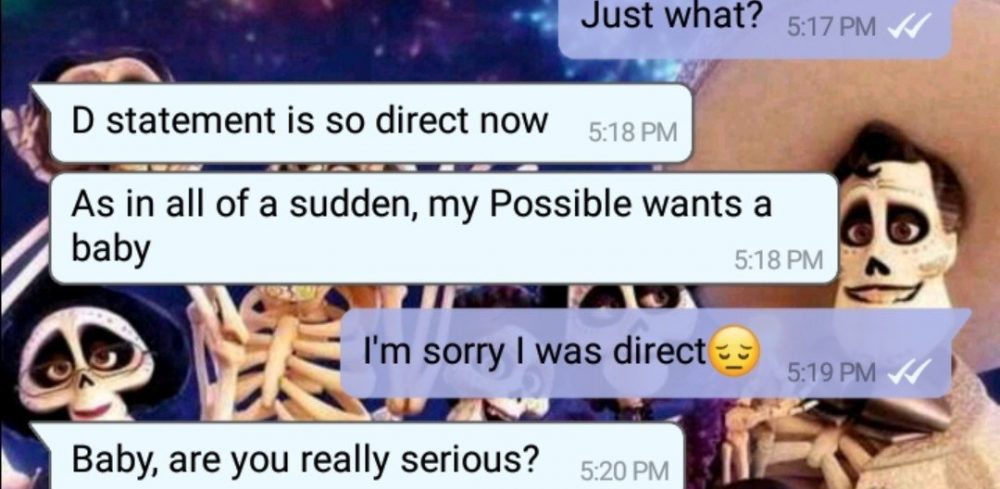 Just what? 5:17 PM
D statement is so direct now 5:18 PM
As in all of a sudden, my Possible wants a
baby 5:18 PM
I'm sorry I was direct😔 5:19 PM
Baby, are you really serious? 5:20 PM